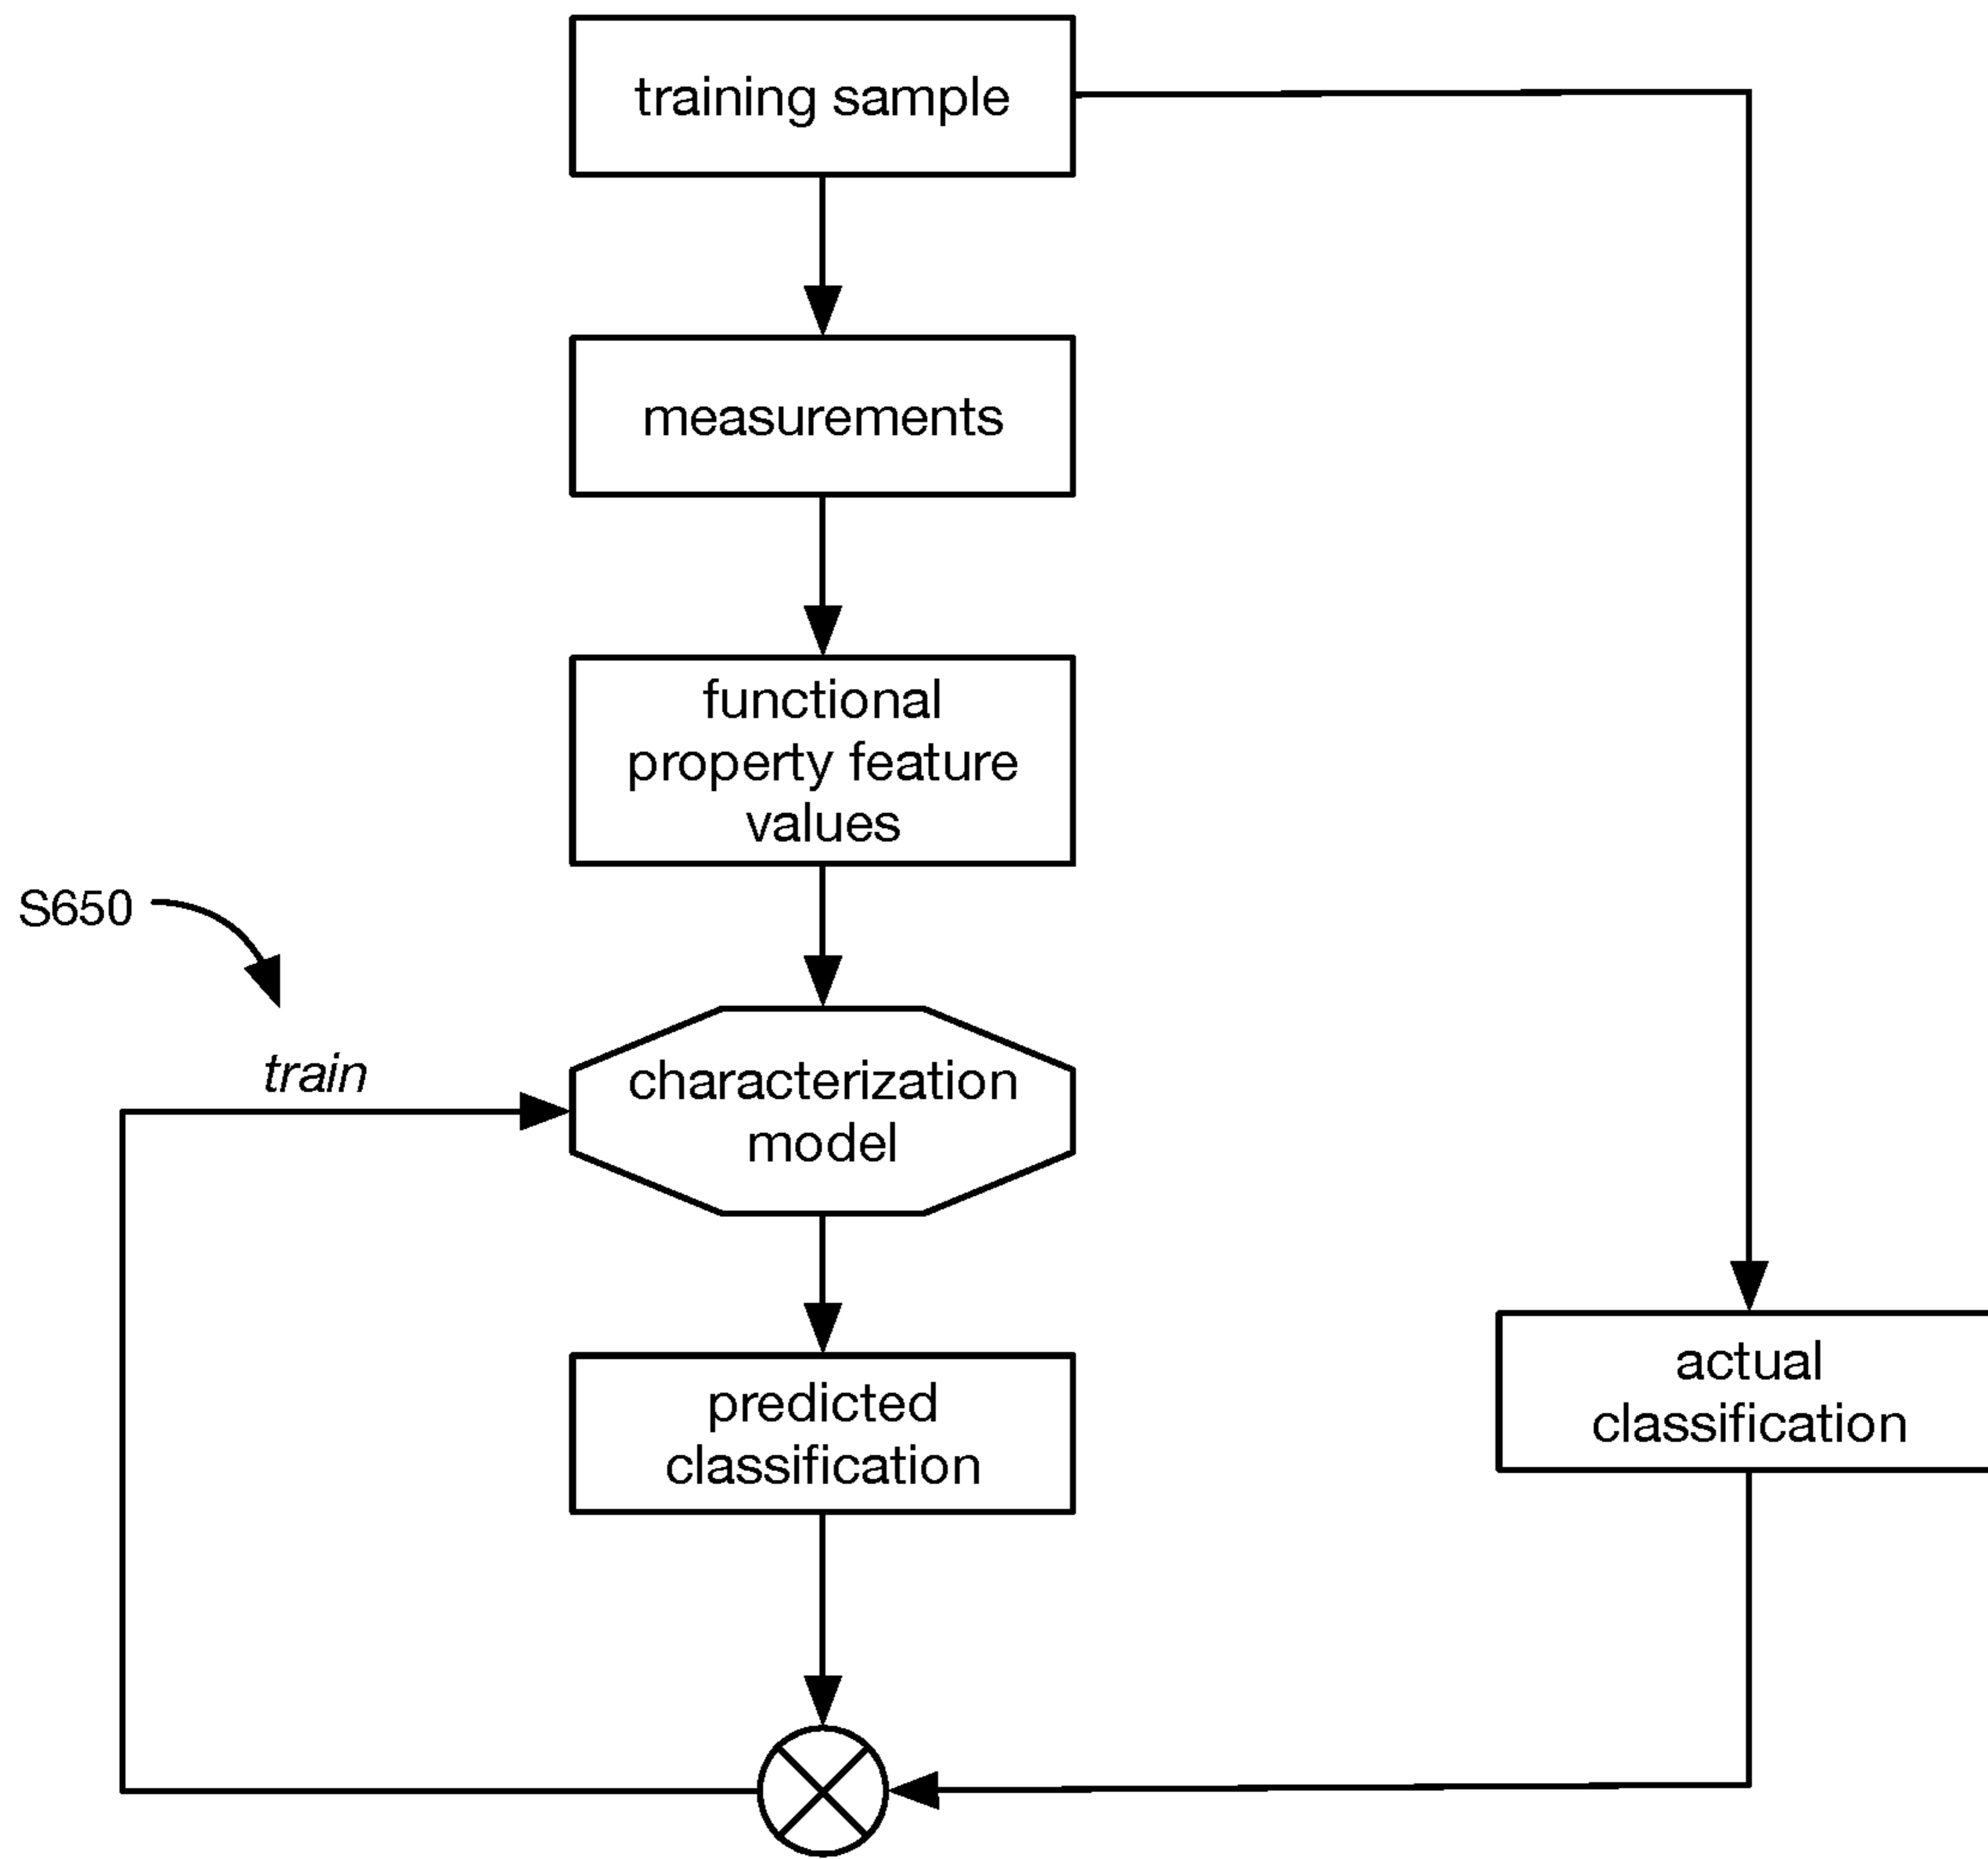 training sample
measurements
functional
property feature
values
S650
train
characterization
model
predicted
classification
actual
classification